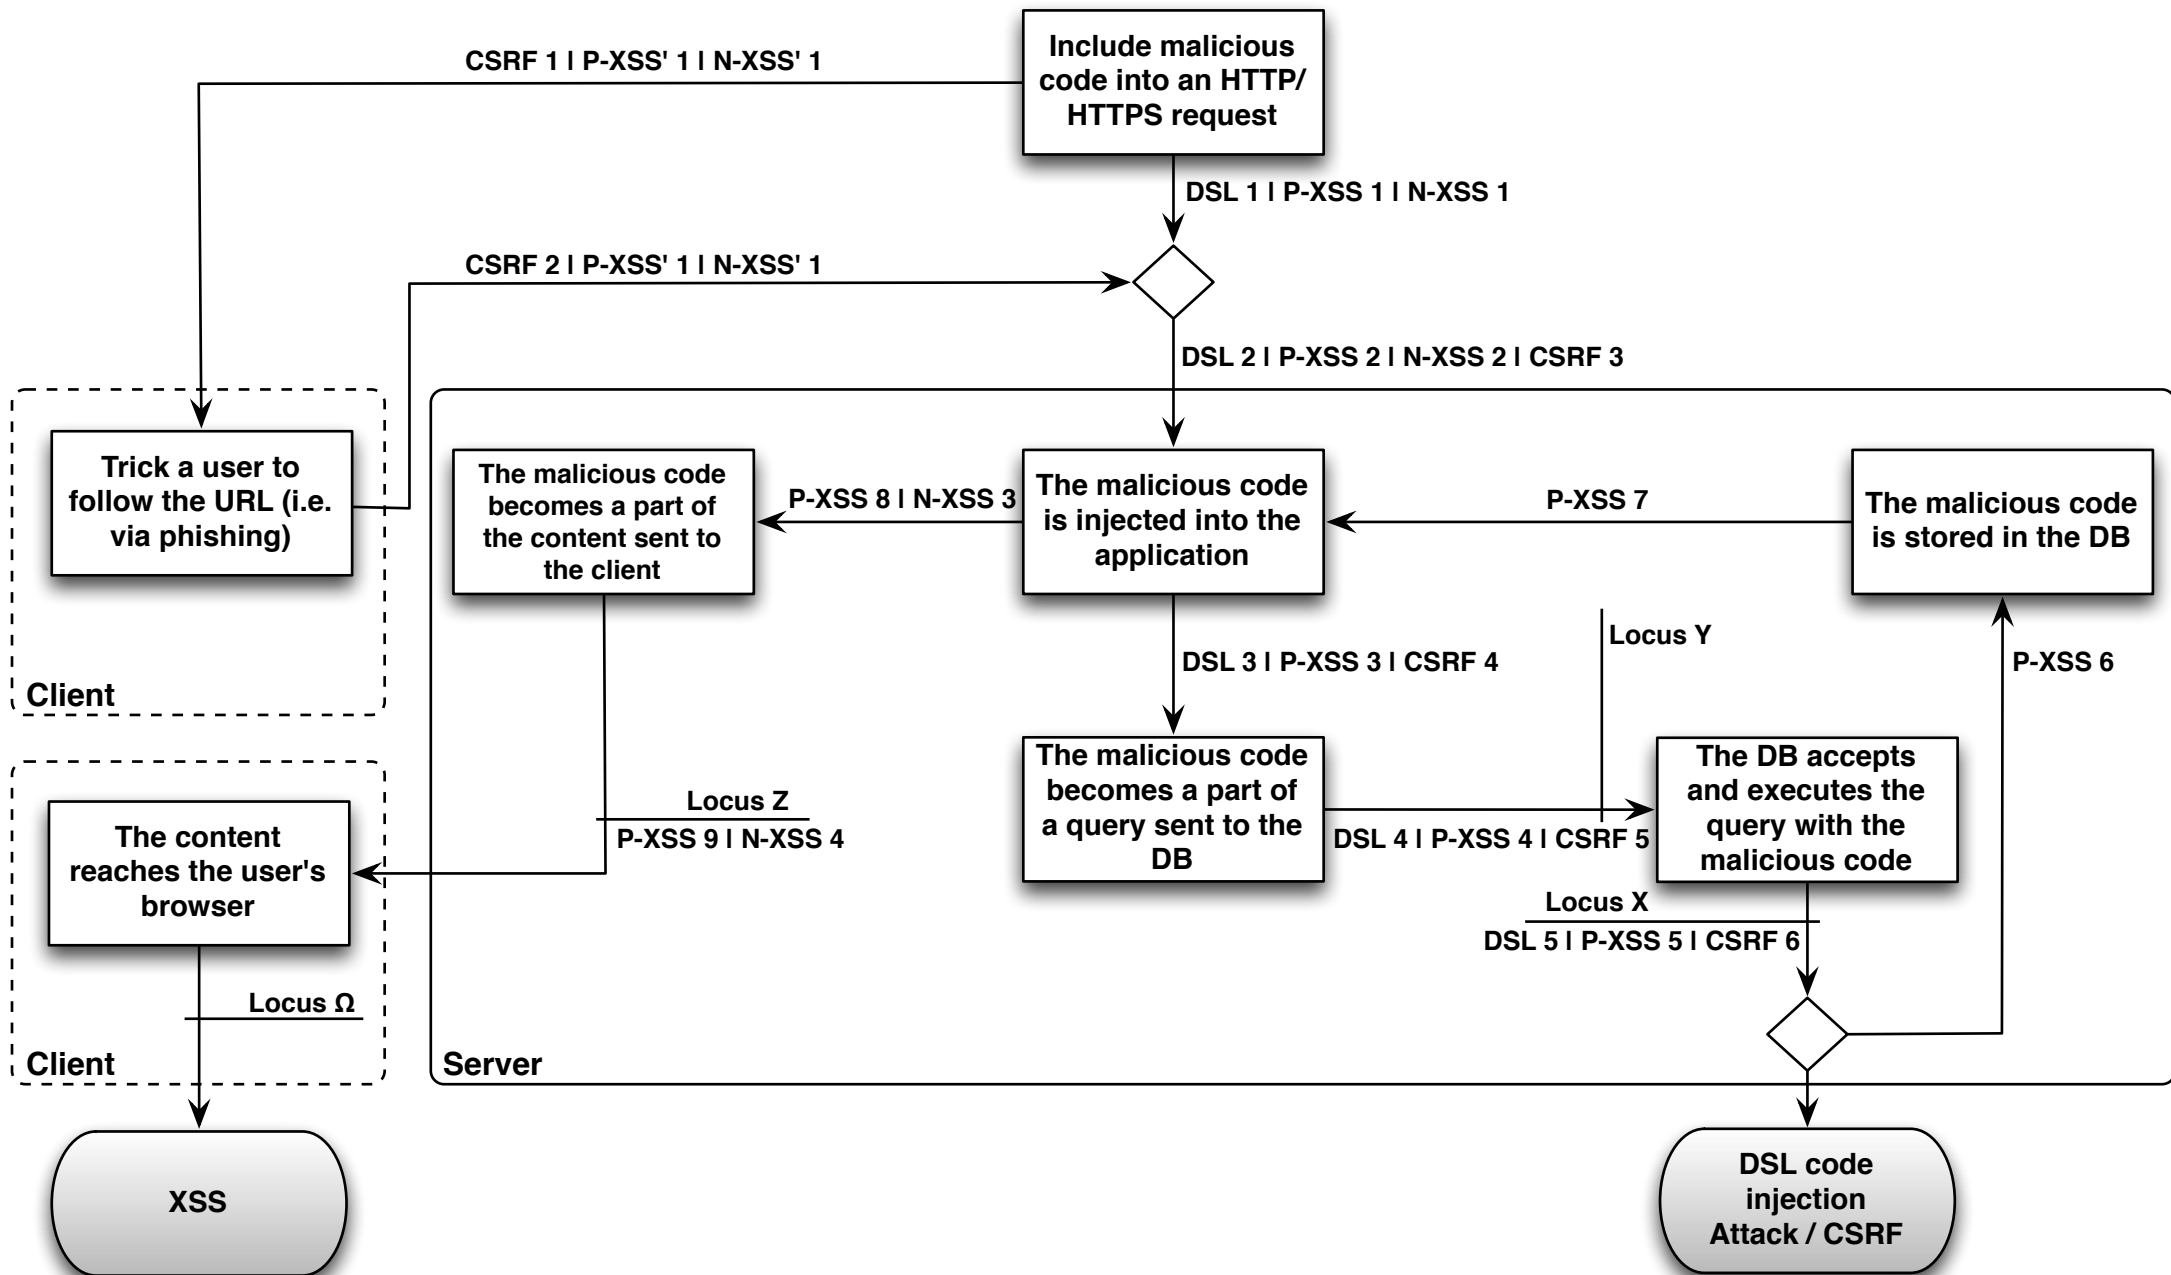 Include malicious
code into an HTTP/
HTTPS request
CSRF 1 | P-XSS' 1 | N-XSS' 1
DSL 1 | P-XSS 1 | N-XSS 1
CSRF 2 | P-XSS' 1 | N-XSS' 1
DSL 2 | P-XSS 2 | N-XSS 2 | CSRF 3
Trick a user to
follow the URL (i.e.
via phishing)
Client
The malicious code
becomes a part of
the content sent to
the client
P-XSS 8 | N-XSS 3
The malicious code
is injected into the
application
P-XSS 7
The malicious code
is stored in the DB
Locus Y
DSL 3 | P-XSS 3 | CSRF 4
P-XSS 6
The malicious code
becomes a part of
a query sent to the
DB
DSL 4 | P-XSS 4 | CSRF 5
The DB accepts
and executes the
query with the
malicious code
Locus Z
P-XSS 9 | N-XSS 4
The content
reaches the user's
browser
Locus X
DSL 5 | P-XSS 5 | CSRF 6
Locus Ω
Client
Server
XSS
DSL code
injection
Attack / CSRF